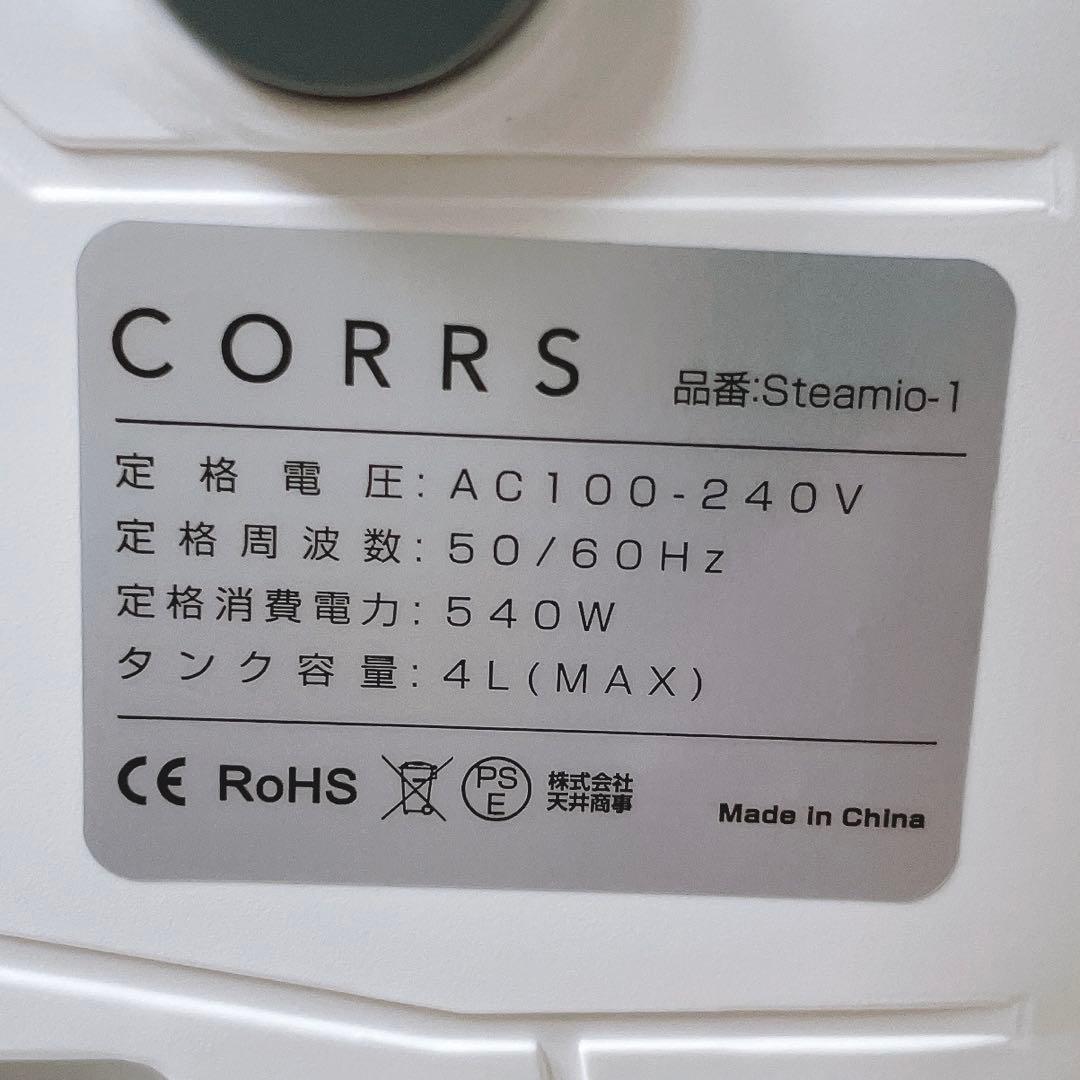 CORRS 品番:Steamio-1
定格電圧: AC100-240V
定格周波数: 50/60Hz
定格消費電力: 540W
タンク容量: 4L(MAX)
CE RoHS PSE 株式会社 天井商事 Made in China